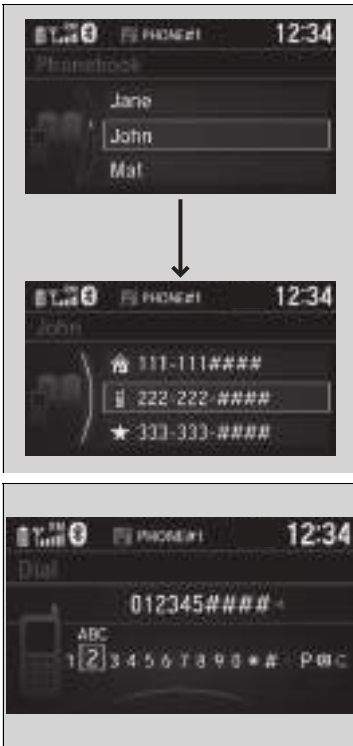 PHONE#1 12:34
Phonebook
Jane
John
Mat
PHONE#1 12:34
John
111-111####
222-222-####
333-333-####
PHONE#1 12:34
Dial
012345####
ABC
1 2 3 4 5 6 7 8 9 0 * # P